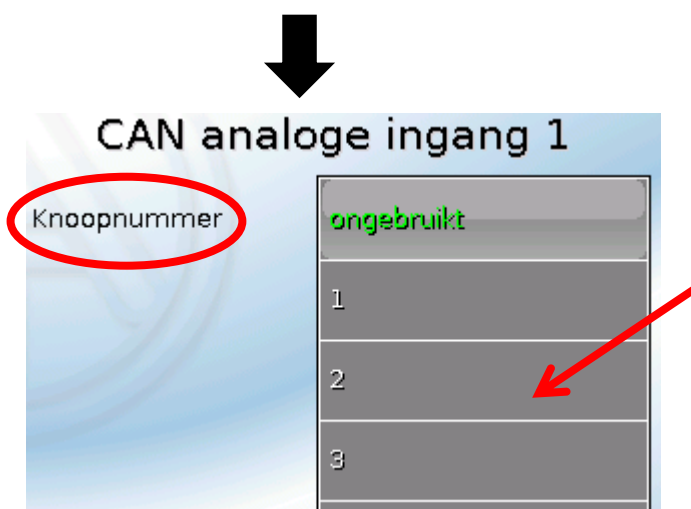 CAN analoge ingang 1
Knoopnummer
ongebruikt
1
2
3